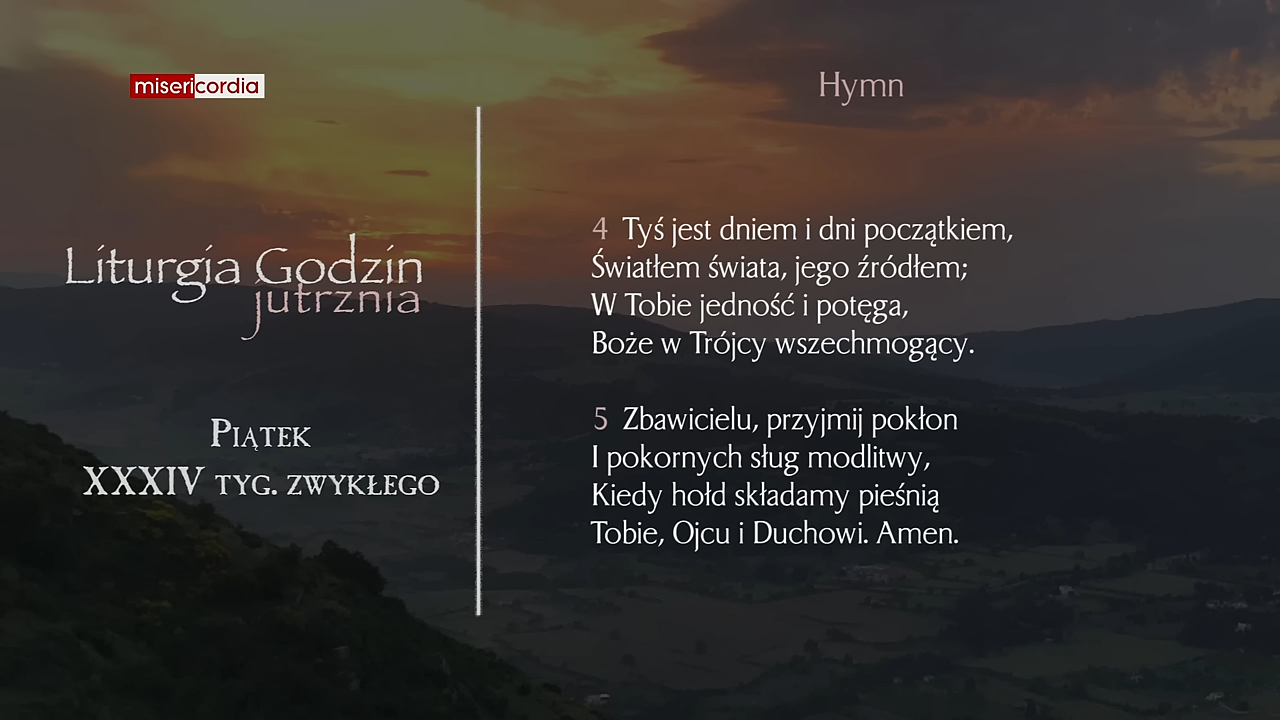 misericordia
Liturgia Godzin
jutrznia
Piątek
XXXIV tyg. zwykłego
Hymn
4 Tyś jest dniem i dni początkiem,
Światłem świata, jego źródłem;
W Tobie jedność i potęga,
Boże w Trójcy wszechmogący.
5 Zbawicielu, przyjmij pokłon
I pokornych sług modlitwy,
Kiedy hołd składamy pieśnią
Tobie, Ojcu i Duchowi. Amen.